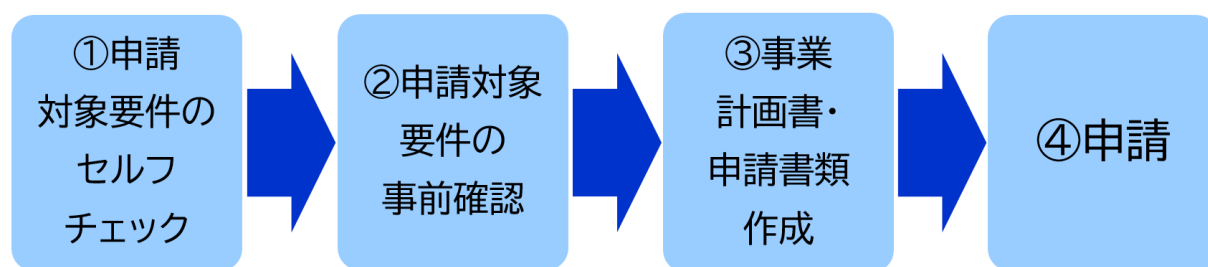 ①申請
対象要件の
セルフ
チェック
②申請対象
要件の
事前確認
③事業
計画書・
申請書類
作成
④申請